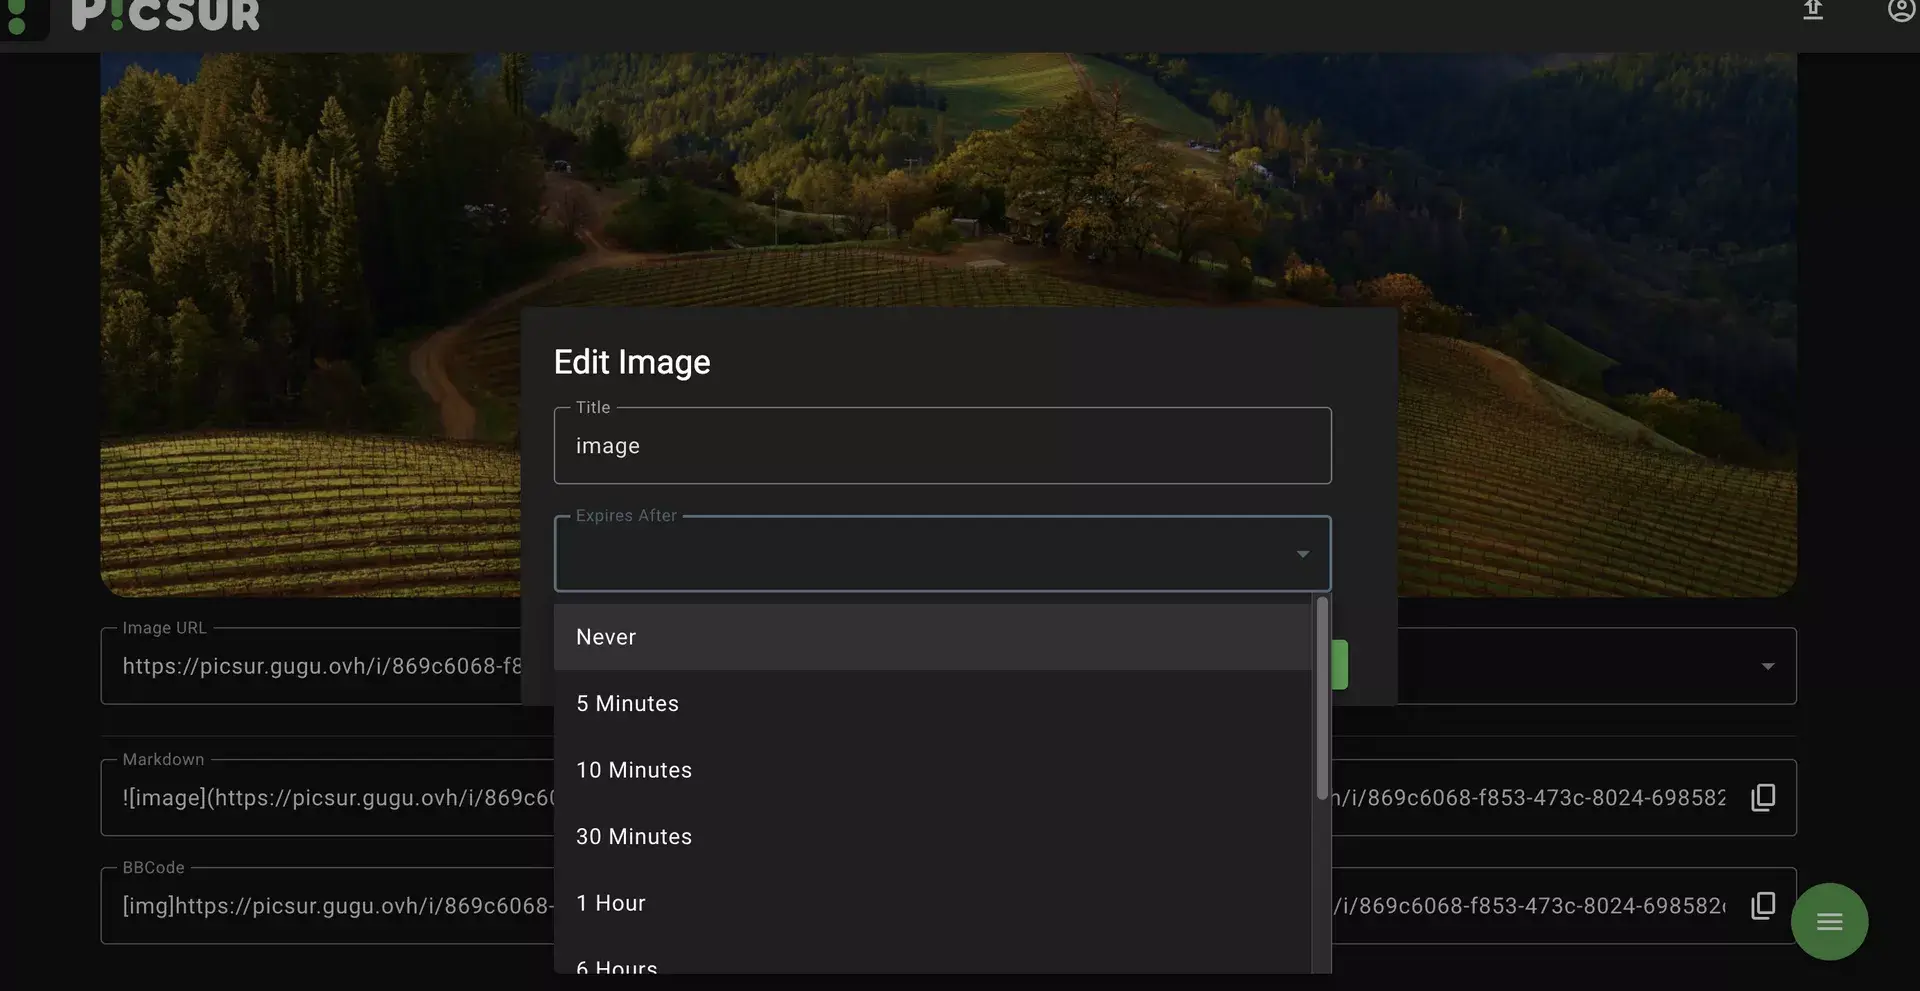 P!CSUR
Edit Image
Title
image
Expires After
Never
5 Minutes
10 Minutes
30 Minutes
1 Hour
6 Hours
Image URL
https://picsur.gugu.ovh/i/869c6068-f8
Markdown
![image](https://picsur.gugu.ovh/i/869c60
/i/869c6068-f853-473c-8024-698582
BBCode
[img]https://picsur.gugu.ovh/i/869c6068-
/i/869c6068-f853-473c-8024-698582